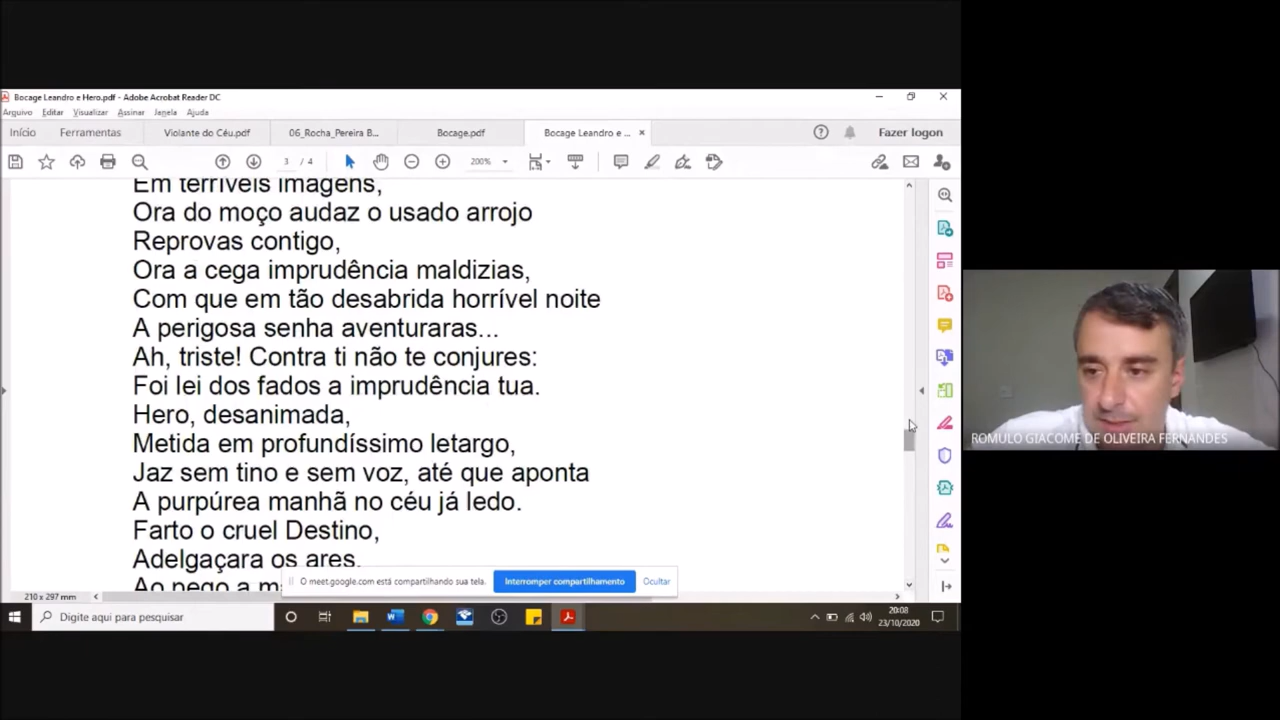 Bocage Leandro e Hero.pdf - Adobe Acrobat Reader DC
Arquivo Editar Visualizar Assinar Janela Ajuda
Início Ferramentas Violante do Céu.pdf 06_Rocha_Pereira B... Bocage.pdf Bocage Leandro e ... × Fazer logon
3 / 4 200%
Em terríveis imagens,
Ora do moço audaz o usado arrojo
Reprovas contigo,
Ora a cega imprudência maldizias,
Com que em tão desabrida horrível noite
A perigosa senha aventuraras...
Ah, triste! Contra ti não te conjures:
Foi lei dos fados a imprudência tua.
Hero, desanimada,
Metida em profundíssimo letargo,
Jaz sem tino e sem voz, até que aponta
A purpúrea manhã no céu já ledo.
Farto o cruel Destino,
Adelgaçara os ares,
Ao pego a
O meet.google.com está compartilhando sua tela. Interromper compartilhamento Ocultar
210 x 297 mm
Digite aqui para pesquisar
20:08
23/10/2020
ROMULO GIACOME DE OLIVEIRA FERNANDES